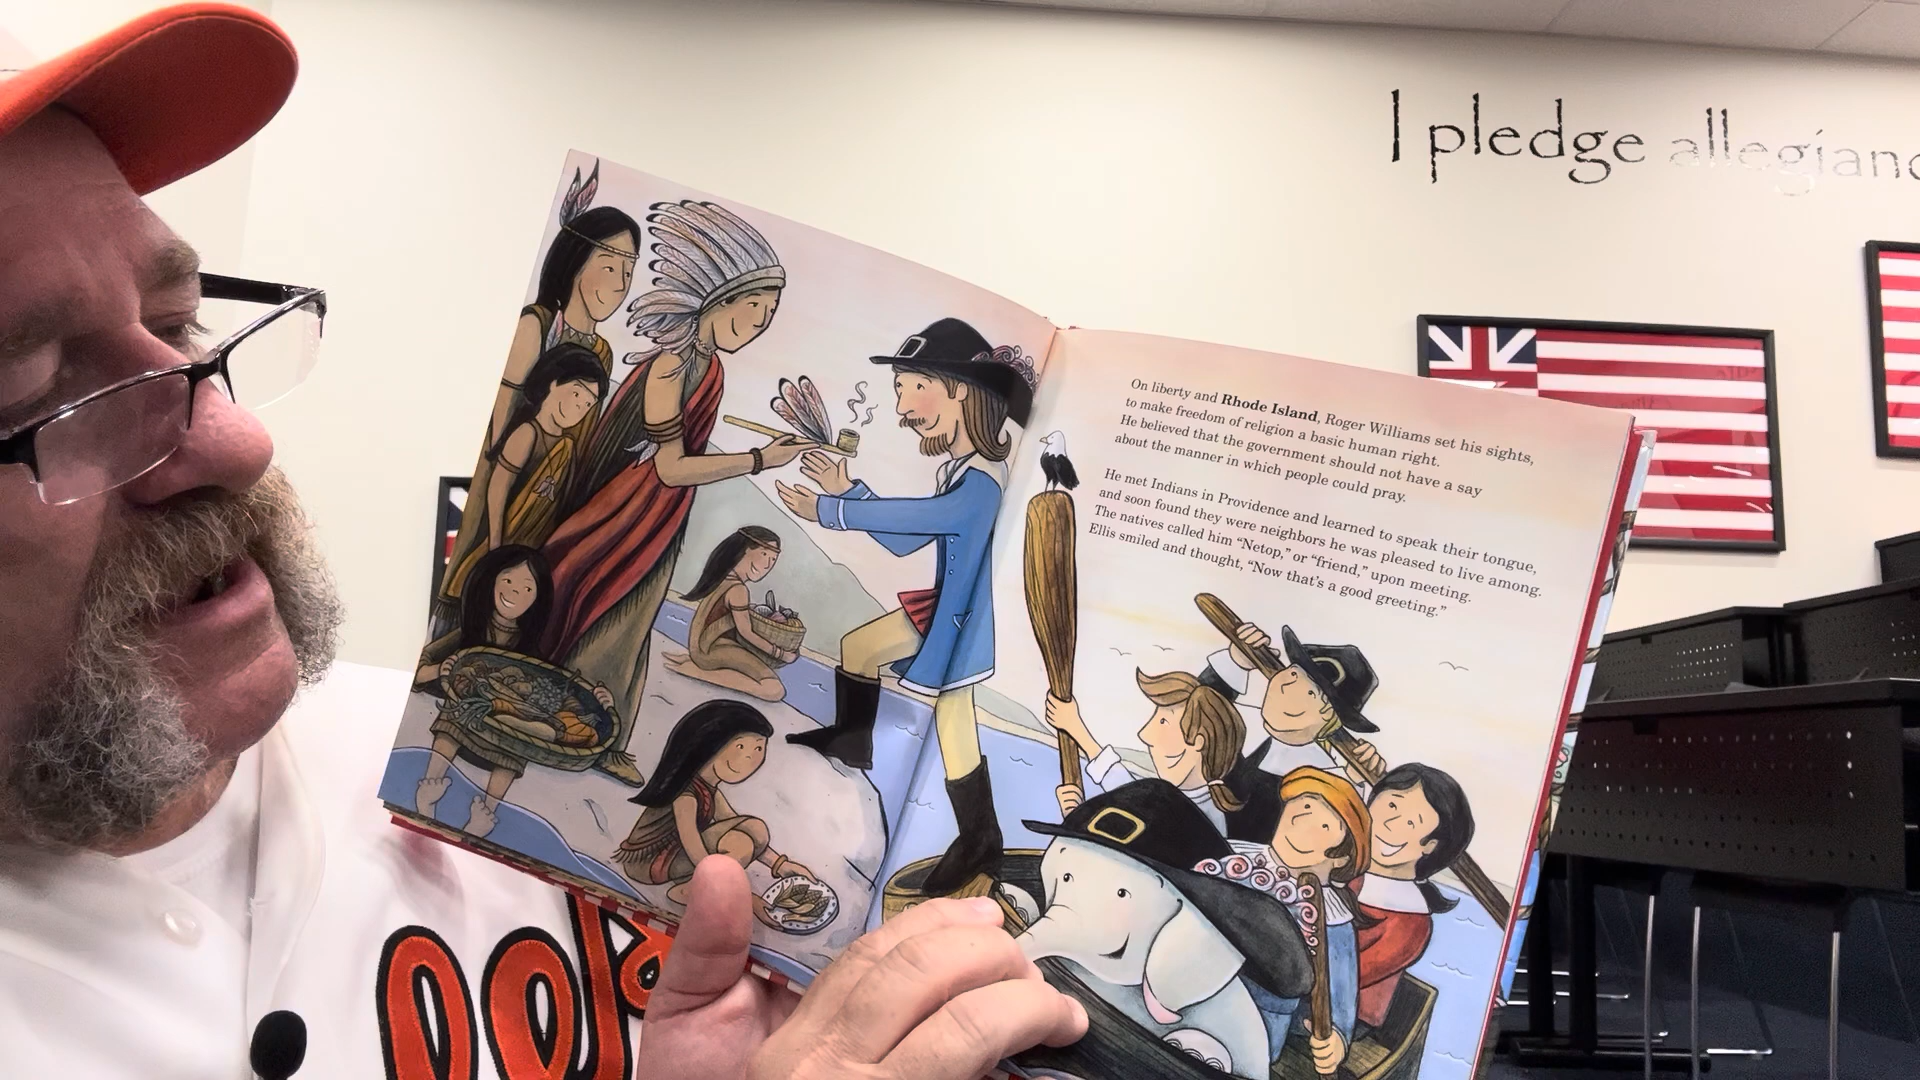 I pledge allegianc
On liberty and Rhode Island, Roger Williams set his sights,
to make freedom of religion a basic human right.
He believed that the government should not have a say
about the manner in which people could pray.
He met Indians in Providence and learned to speak their tongue,
and soon found they were neighbors he was pleased to live among.
The natives called him “Netop,” or “friend,” upon meeting.
Ellis smiled and thought, “Now that’s a good greeting.”